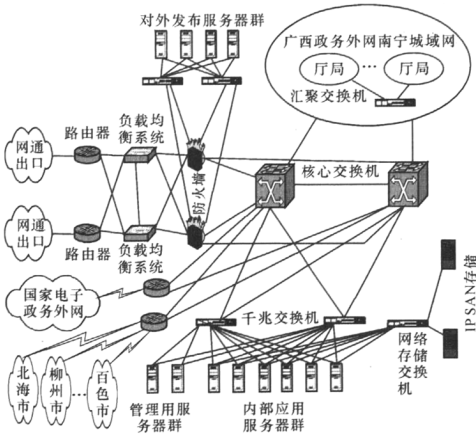 对外发布服务器群
广西政务外网南宁城域网
厅局
…
厅局
汇聚交换机
网通
出口
路由器
负载均
衡系统
防火墙
核心交换机
网通
出口
路由器
负载均
衡系统
国家电子
政务外网
千兆交换机
IPSAN存储
网络
存储
交换
机
北海市
柳州市
…
百色市
管理用服
务器群
内部应用
服务器群